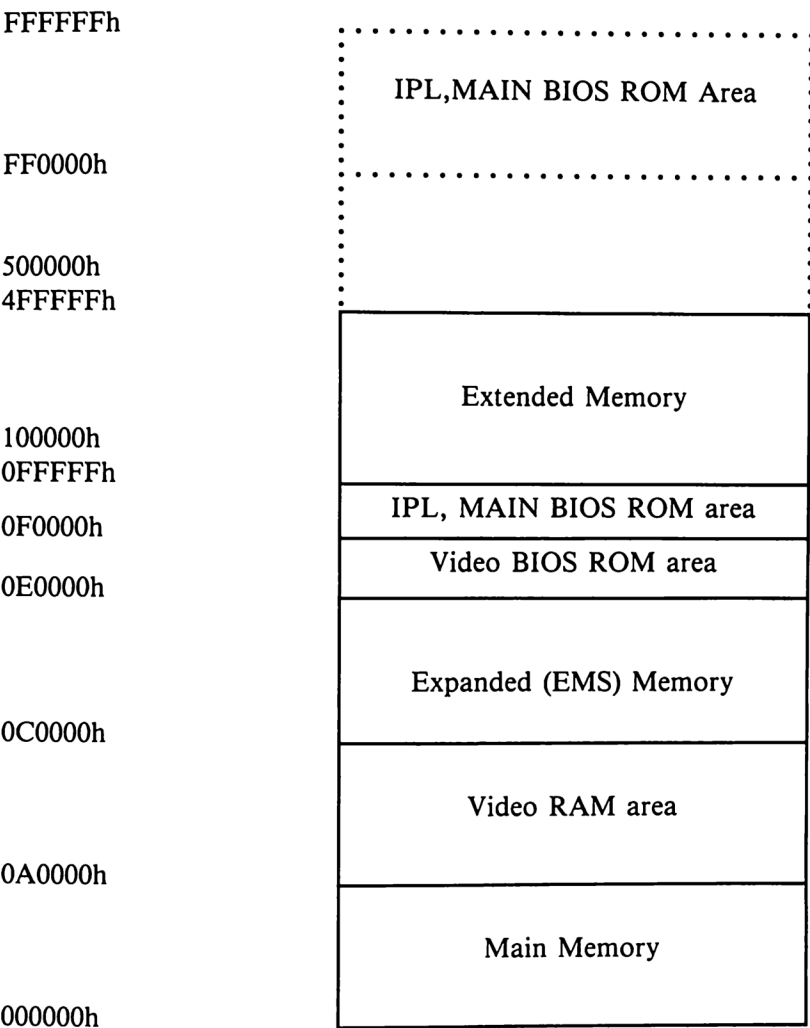 FFFFFFh
IPL,MAIN BIOS ROM Area
FF0000h
500000h
4FFFFFh
Extended Memory
100000h
0FFFFFh
IPL, MAIN BIOS ROM area
0F0000h
Video BIOS ROM area
0E0000h
Expanded (EMS) Memory
0C0000h
Video RAM area
0A0000h
Main Memory
000000h